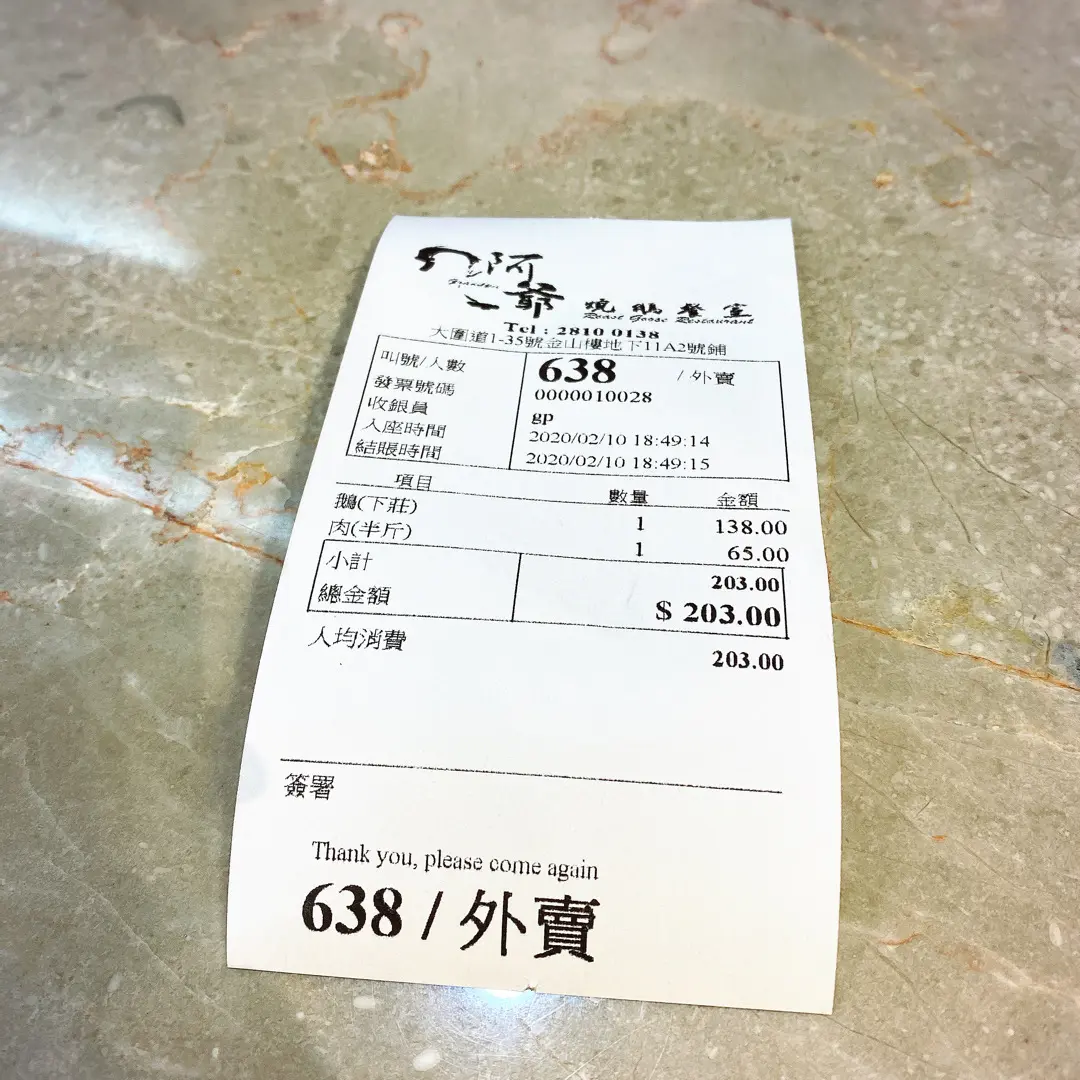 阿爺
燒鵝餐室
Roast Goose Restaurant
Tel : 2810 0138
大圍道1-35號金山樓地下11A2號鋪
叫號/人數 638 / 外賣
發票號碼 0000010028
收銀員 gp
入座時間 2020/02/10 18:49:14
結賬時間 2020/02/10 18:49:15
項目 數量 金額
鵝(下莊) 1 138.00
肉(半斤) 1 65.00
小計 203.00
總金額 $ 203.00
人均消費 203.00
簽署
Thank you, please come again
638 / 外賣